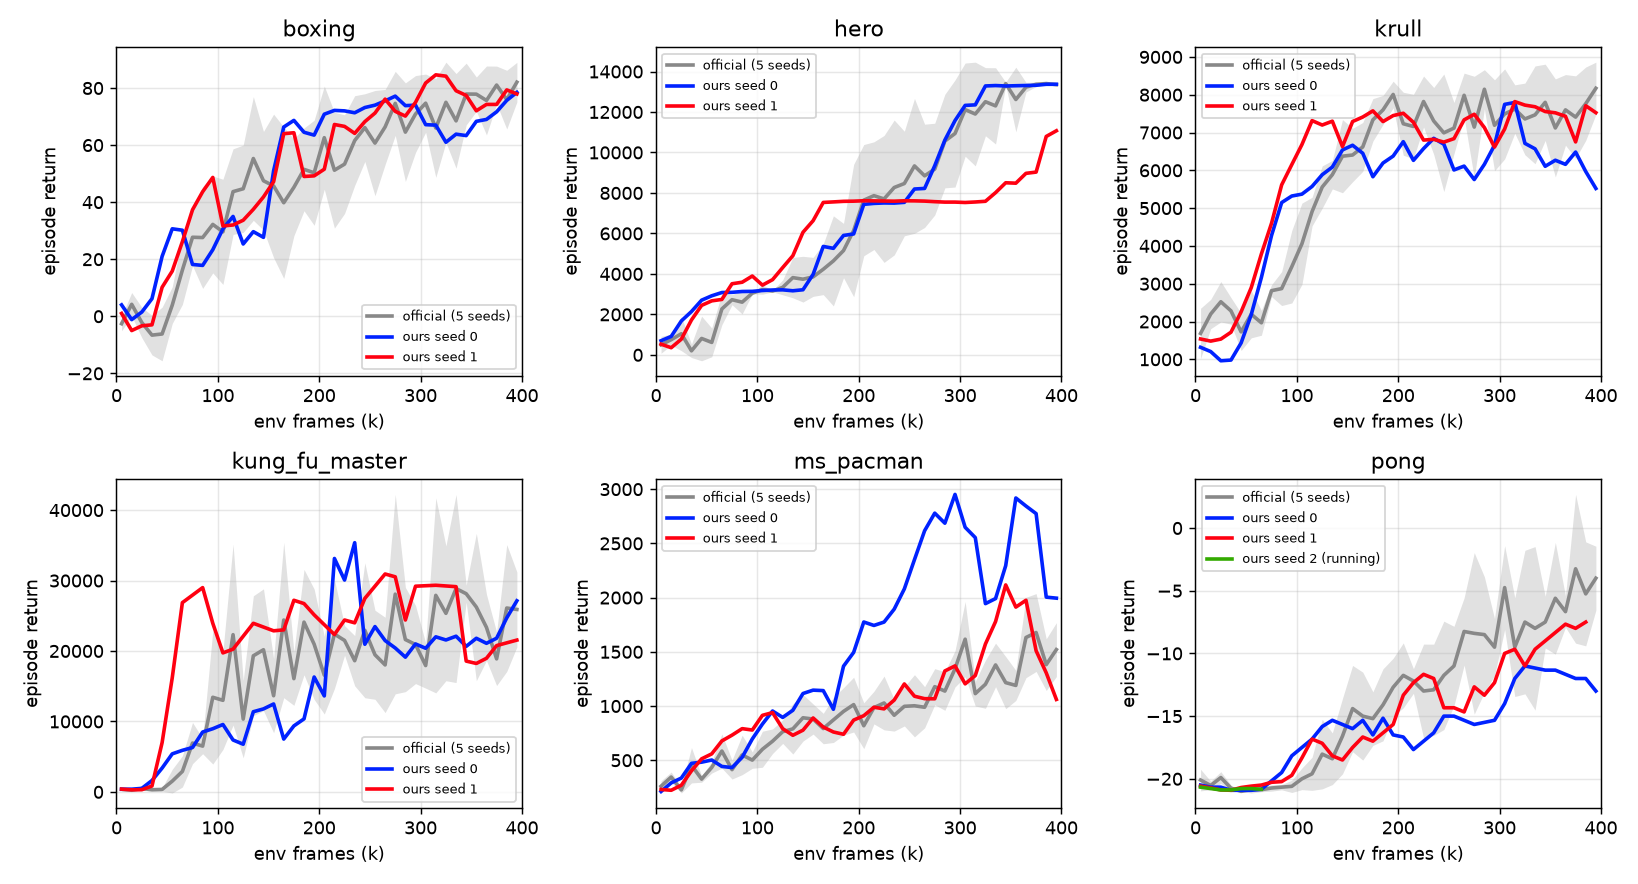 boxing
80
60
40
20
0
−20
0
100
200
300
400
episode return
env frames (k)
official (5 seeds)
ours seed 0
ours seed 1
hero
14000
12000
10000
8000
6000
4000
2000
0
0
100
200
300
400
episode return
env frames (k)
official (5 seeds)
ours seed 0
ours seed 1
krull
9000
8000
7000
6000
5000
4000
3000
2000
1000
0
100
200
300
400
episode return
env frames (k)
official (5 seeds)
ours seed 0
ours seed 1
kung_fu_master
40000
30000
20000
10000
0
0
100
200
300
400
episode return
env frames (k)
official (5 seeds)
ours seed 0
ours seed 1
ms_pacman
3000
2500
2000
1500
1000
500
0
100
200
300
400
episode return
env frames (k)
official (5 seeds)
ours seed 0
ours seed 1
pong
0
−5
−10
−15
−20
0
100
200
300
400
episode return
env frames (k)
official (5 seeds)
ours seed 0
ours seed 1
ours seed 2 (running)